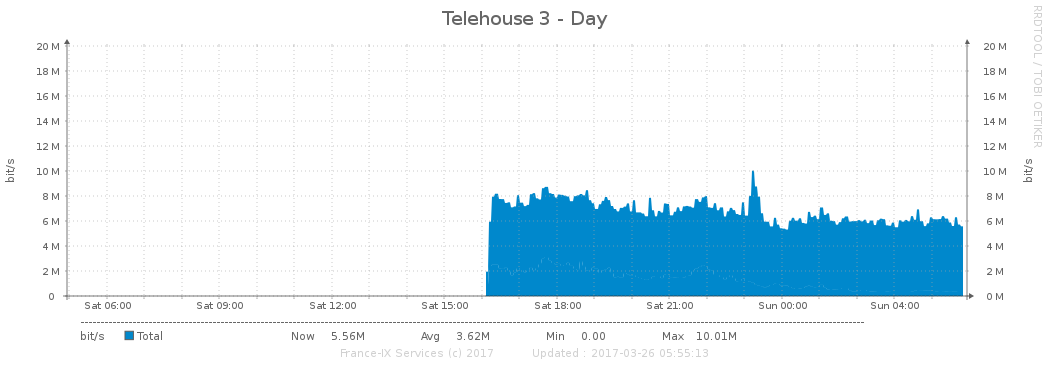 Telehouse 3 - Day
RRDTOOL / TOBI OETIKER
bit/s
20 M 20 M
18 M 18 M
16 M 16 M
14 M 14 M
12 M 12 M
10 M 10 M
8 M 8 M
6 M 6 M
4 M 4 M
2 M 2 M
0 0 M
bit/s
Sat 06:00 Sat 09:00 Sat 12:00 Sat 15:00 Sat 18:00 Sat 21:00 Sun 00:00 Sun 04:00
bit/s Total Now 5.56M Avg 3.62M Min 0.00 Max 10.01M
France-IX Services (c) 2017 Updated : 2017-03-26 05:55:13